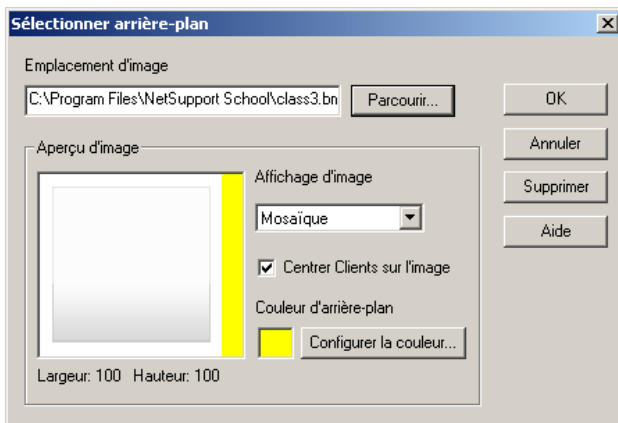 Sélectionner arrière-plan
Emplacement d'image
C:\Program Files\NetSupport School\class3.bn
Parcourir...
OK
Annuler
Supprimer
Aide
Aperçu d'image
Affichage d'image
Mosaïque
Centrer Clients sur l'image
Couleur d'arrière-plan
Configurer la couleur...
Largeur: 100 Hauteur: 100